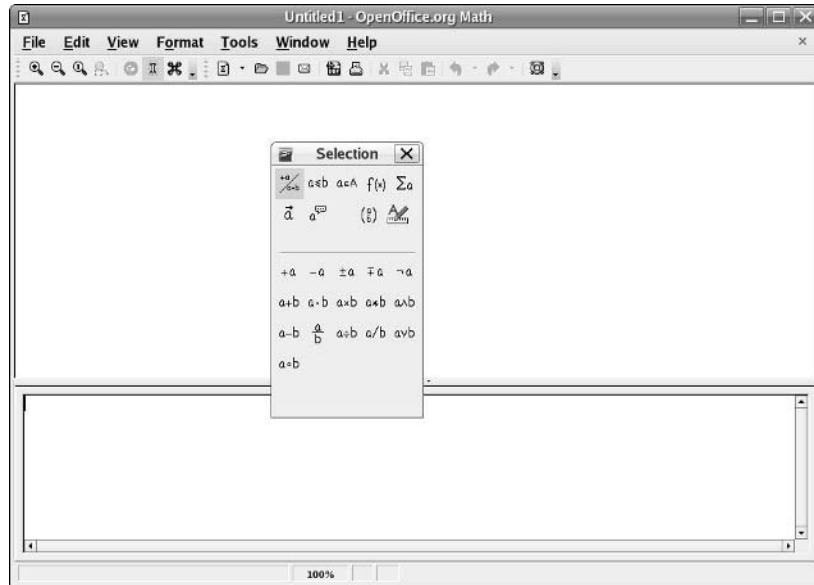 Untitled1 - OpenOffice.org Math
File Edit View Format Tools Window Help
Selection
+a/a+b a≤b a∈A f(x) Σa
a⃗ a
+a -a ±a ∓a ¬a
a+b a·b a×b a∗b a∧b
a-b a/b a÷b a/b a∨b
a∘b
100%